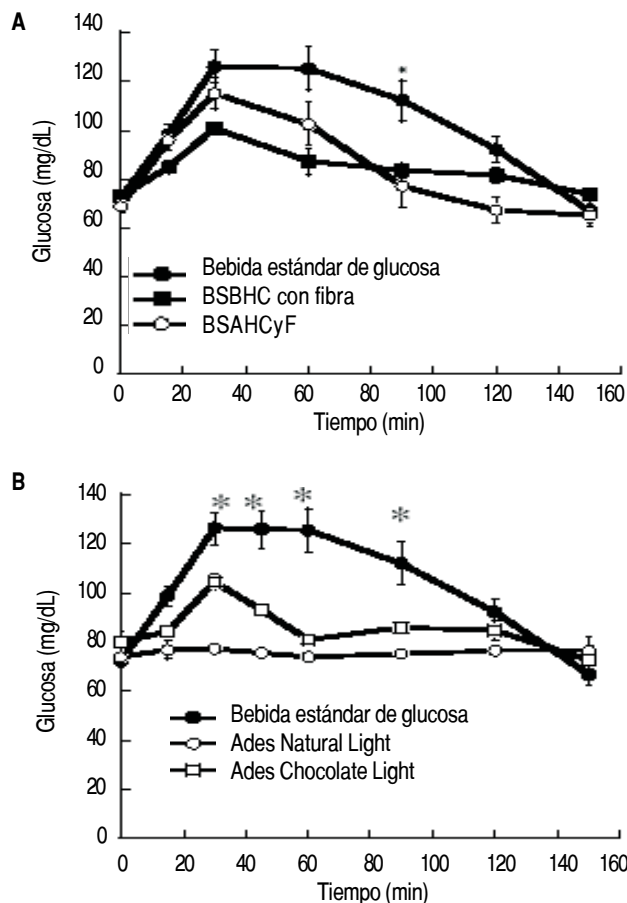 A
Glucosa (mg/dL)
140
120
100
80
60
40
20
0
Bebida estándar de glucosa
BSBHC con fibra
BSAHCyF
*
0 20 40 60 80 100 120 140 160
Tiempo (min)
B
Glucosa (mg/dL)
140
120
100
80
60
40
20
0
* * * *
Bebida estándar de glucosa
Ades Natural Light
Ades Chocolate Light
0 20 40 60 80 100 120 140 160
Tiempo (min)